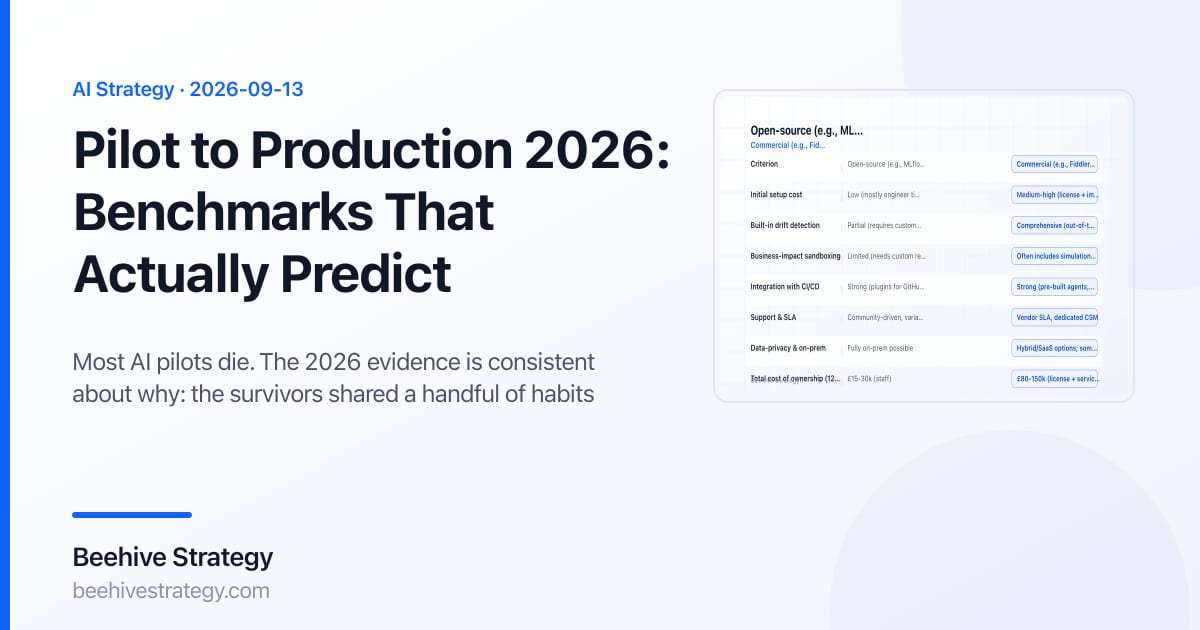 AI Strategy · 2026-09-13
Pilot to Production 2026:
Benchmarks That
Actually Predict
Most AI pilots die. The 2026 evidence is consistent
about why: the survivors shared a handful of habits
Beehive Strategy
beehivestrategy.com
Open-source (e.g., ML...
Commercial (e.g., Fid...
Criterion Open-source (e.g., MLflo... Commercial (e.g., Fiddler...
Initial setup cost Low (mostly engineer ti... Medium-high (license + im...
Built-in drift detection Partial (requires custom... Comprehensive (out-of-t...
Business-impact sandboxing Limited (needs custom re... Often includes simulation...
Integration with CI/CD Strong (plugins for GitHu... Strong (pre-built agents,...
Support & SLA Community-driven, varia... Vendor SLA, dedicated CSM
Data-privacy & on-prem Fully on-prem possible Hybrid/SaaS options; som...
Total cost of ownership (12... £15-30k (staff) £80-150k (license + servic...